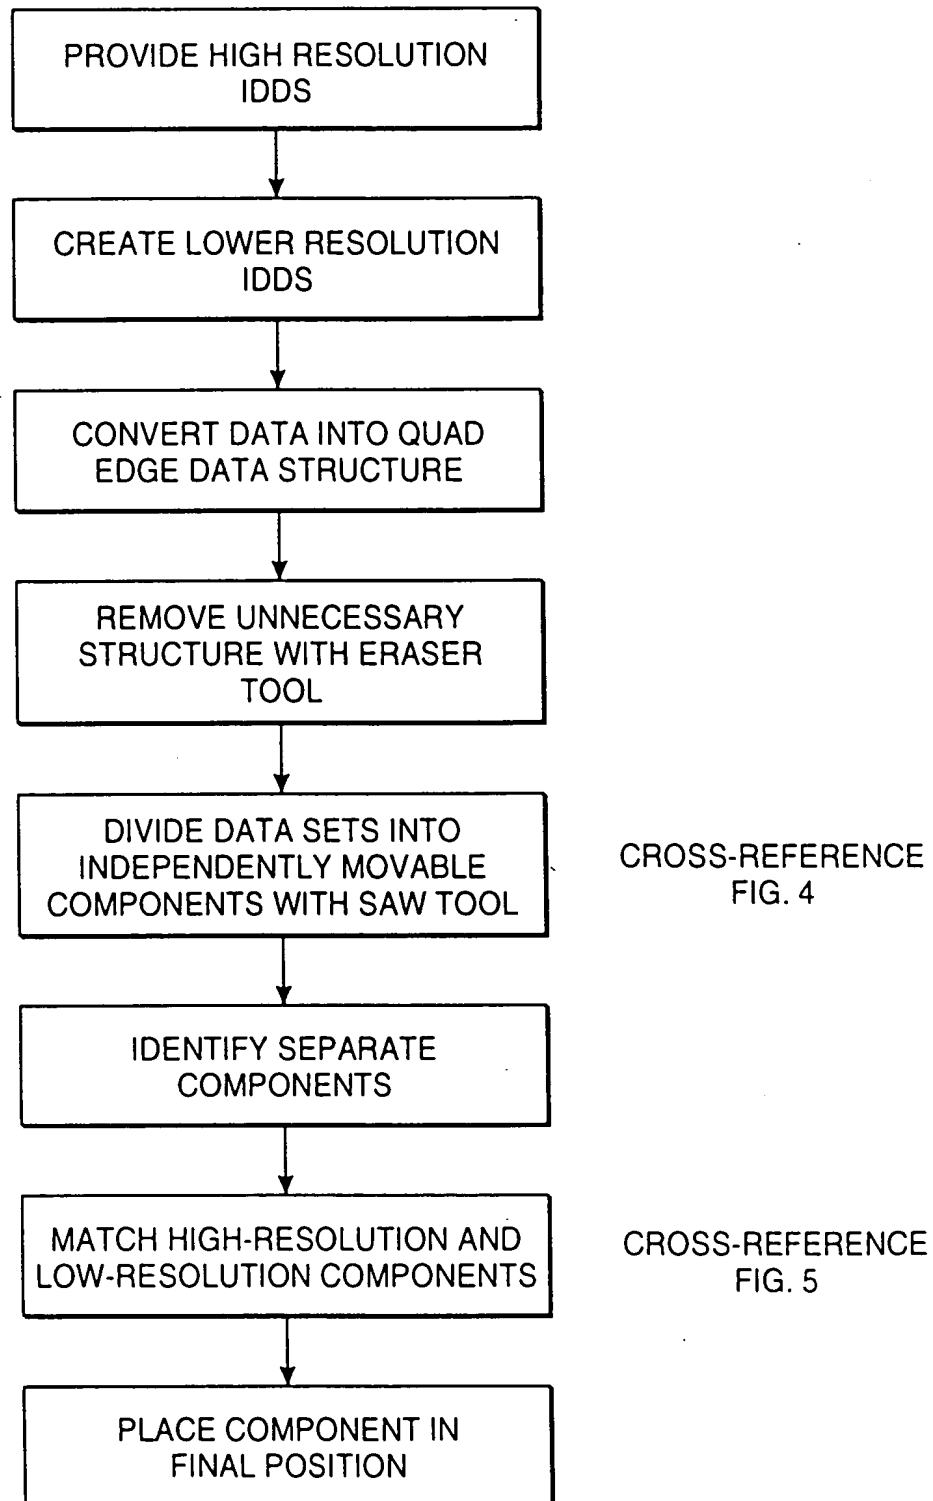 PROVIDE HIGH RESOLUTION
IDDS
CREATE LOWER RESOLUTION
IDDS
CONVERT DATA INTO QUAD
EDGE DATA STRUCTURE
REMOVE UNNECESSARY
STRUCTURE WITH ERASER
TOOL
DIVIDE DATA SETS INTO
INDEPENDENTLY MOVABLE
COMPONENTS WITH SAW TOOL
CROSS-REFERENCE
FIG. 4
IDENTIFY SEPARATE
COMPONENTS
MATCH HIGH-RESOLUTION AND
LOW-RESOLUTION COMPONENTS
CROSS-REFERENCE
FIG. 5
PLACE COMPONENT IN
FINAL POSITION